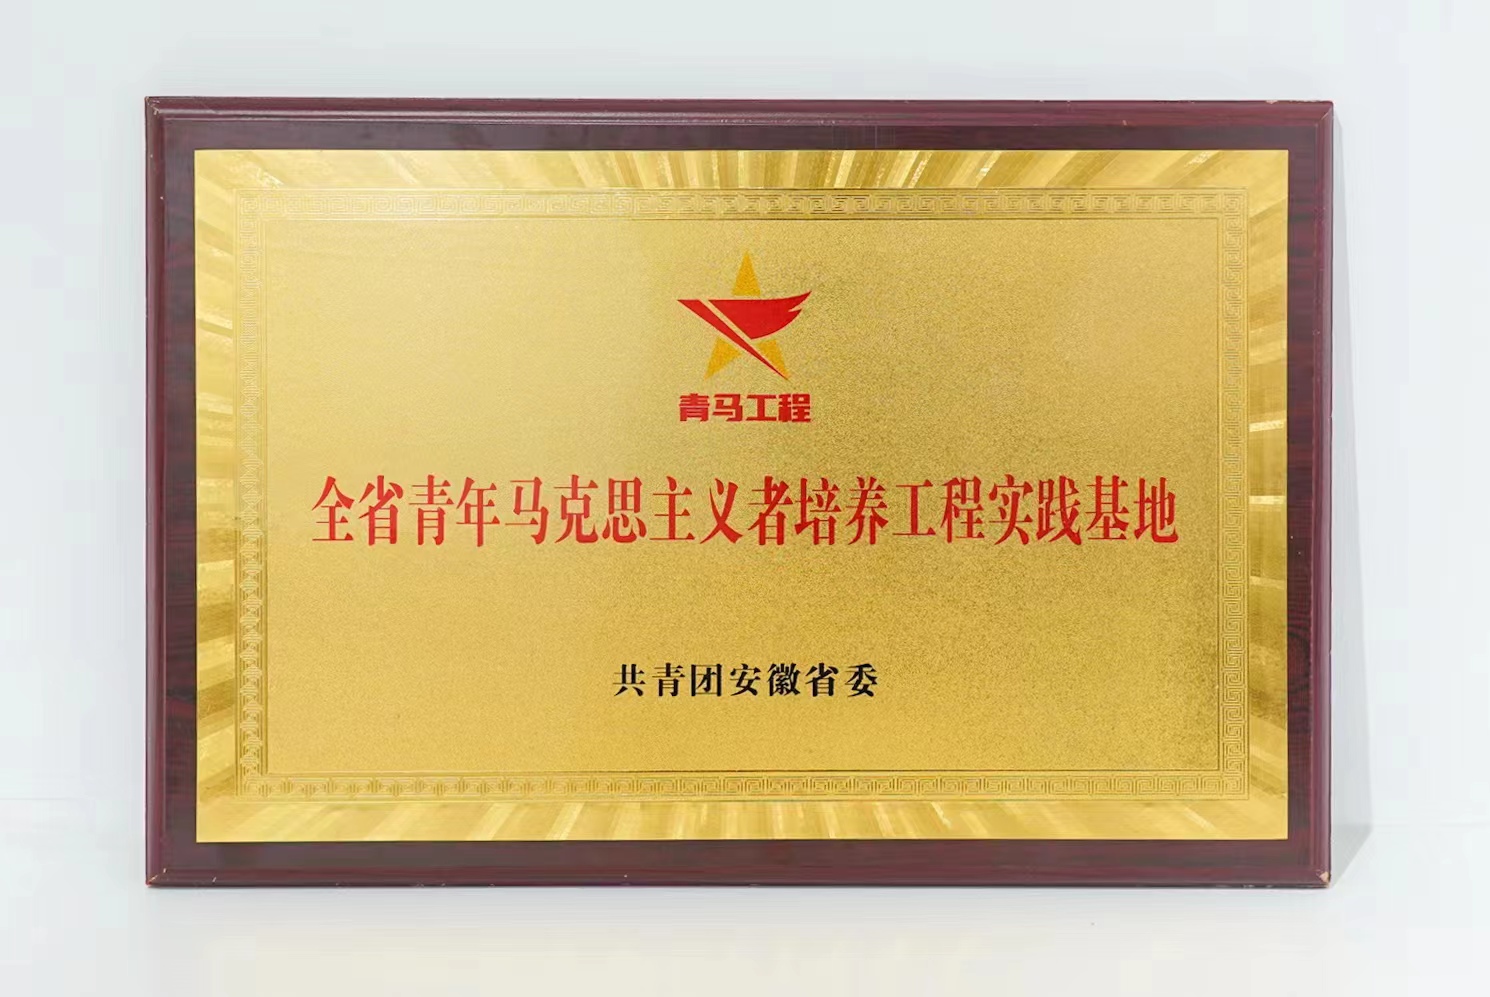 青马工程
全省青年马克思主义者培养工程实践基地
共青团安徽省委